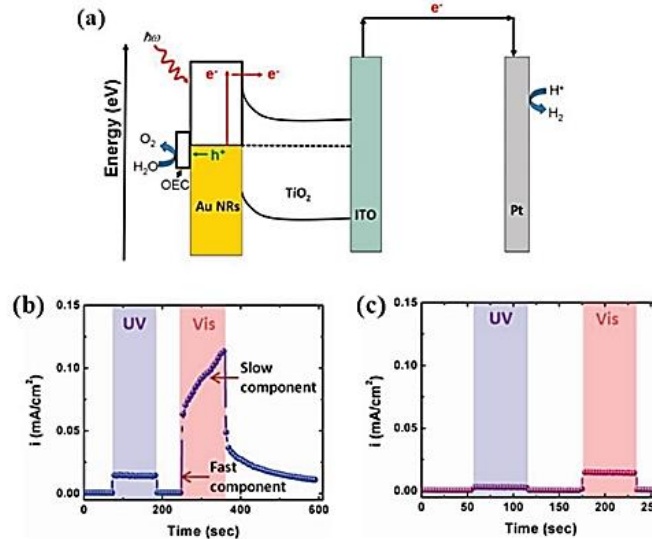 (a)
e⁻
ħω
Energy (eV)
e⁻
e⁻
O₂
H₂O
OEC
h⁺
Au NRs
TiO₂
ITO
Pt
H⁺
H₂
(b)
UV
Vis
Slow
component
Fast
component
i (mA/cm²)
0.15
0.10
0.05
0.00
0
200
400
600
Time (sec)
(c)
UV
Vis
i (mA/cm²)
0.15
0.10
0.05
0.00
0
50
100
150
200
250
Time (sec)